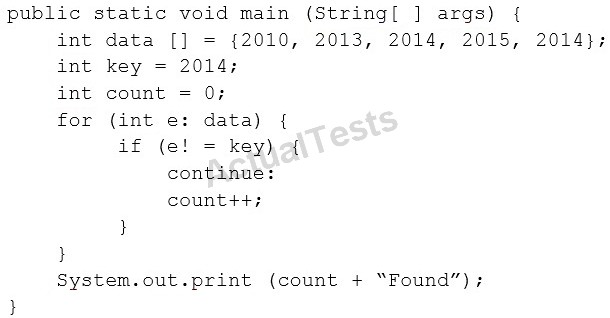 public static void main (String[ ] args) {
    int data [] = {2010, 2013, 2014, 2015, 2014};
    int key = 2014;
    int count = 0;
    for (int e: data) {
        if (e! = key) {
            continue:
            count++;
        }
    }
    System.out.print (count + “Found”);
}
ActualTests